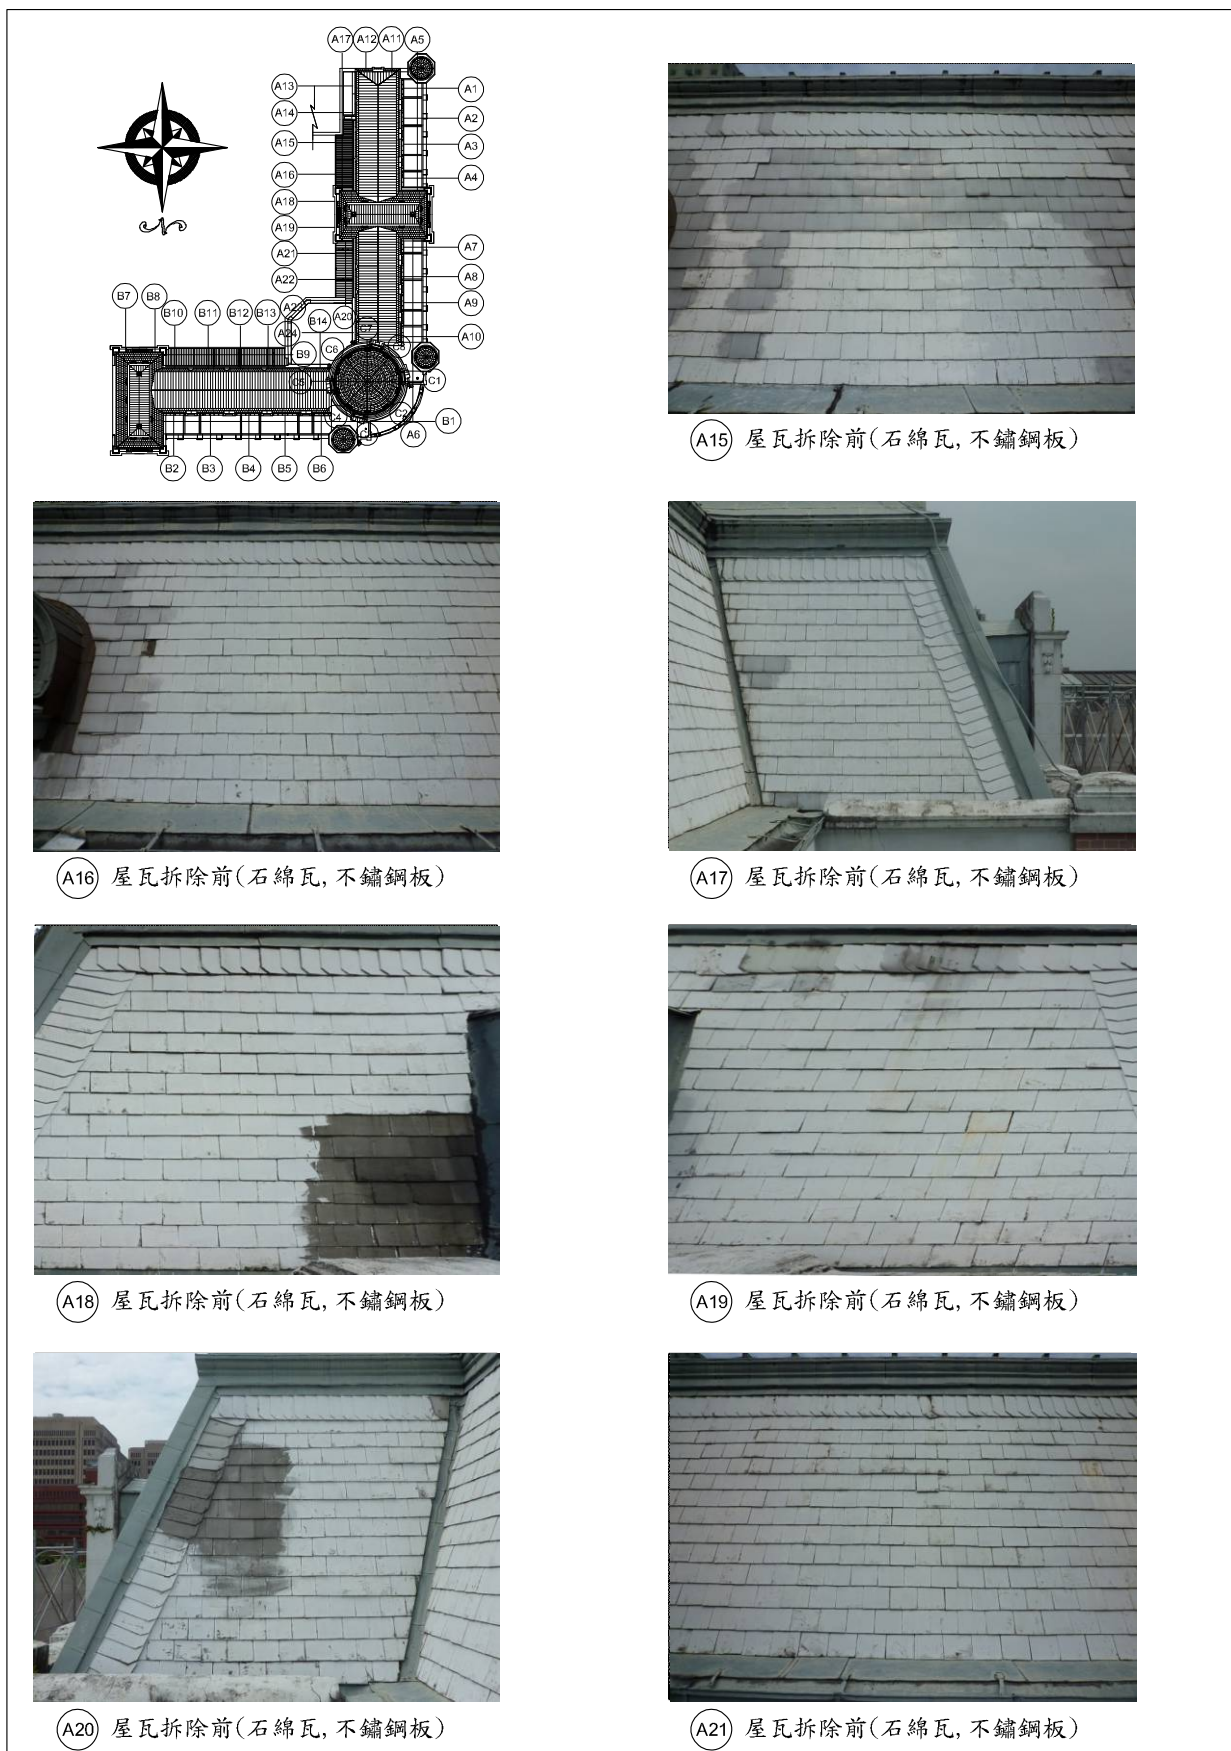 A17 A12 A11 A5
A13 A1
A14 A2
A15 A3
A16 A4
A18
A19
A21 A7
A22 A8
B7 B8 B10 B11 B12 B13 A9
B14 A20 C7 A10
A24
B9 C6
C5 C1
C2
A6 B1
B2 B3 B4 B5 B6
A15 屋瓦拆除前(石綿瓦, 不鏽鋼板)
A16 屋瓦拆除前(石綿瓦, 不鏽鋼板)
A17 屋瓦拆除前(石綿瓦, 不鏽鋼板)
A18 屋瓦拆除前(石綿瓦, 不鏽鋼板)
A19 屋瓦拆除前(石綿瓦, 不鏽鋼板)
A20 屋瓦拆除前(石綿瓦, 不鏽鋼板)
A21 屋瓦拆除前(石綿瓦, 不鏽鋼板)